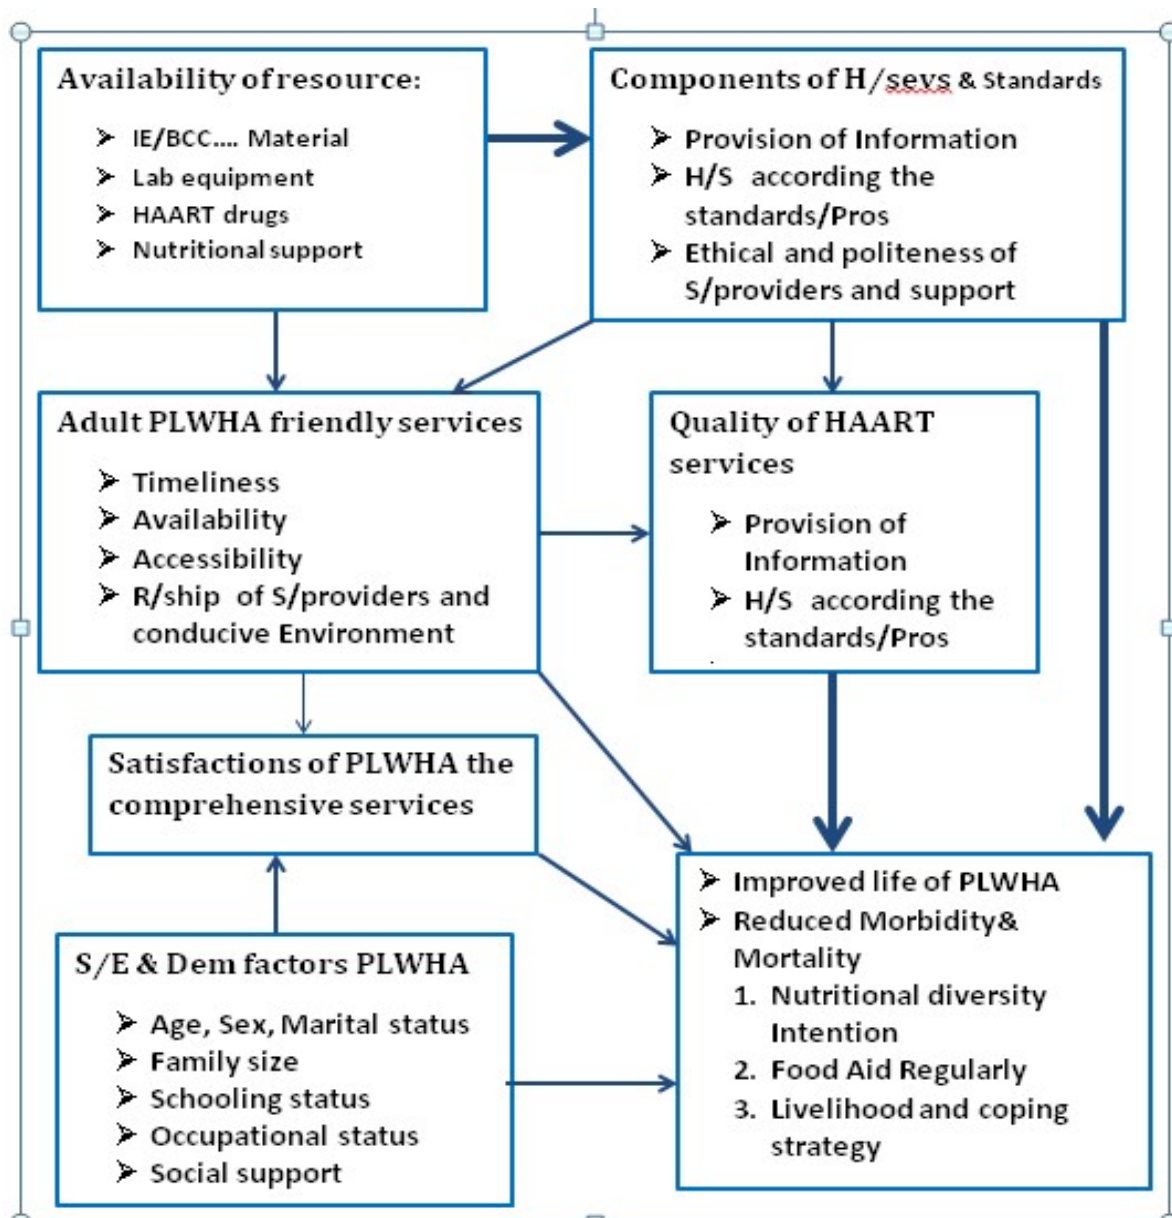 Availability of resource:
➢ IE/BCC.... Material
➢ Lab equipment
➢ HAART drugs
➢ Nutritional support
Components of H/sevs & Standards
➢ Provision of Information
➢ H/S according the
standards/Pros
➢ Ethical and politeness of
S/providers and support
Adult PLWHA friendly services
➢ Timeliness
➢ Availability
➢ Accessibility
➢ R/ship of S/providers and
conducive Environment
Quality of HAART
services
➢ Provision of
Information
➢ H/S according the
standards/Pros
.
Satisfactions of PLWHA the
comprehensive services
S/E & Dem factors PLWHA
➢ Age, Sex, Marital status
➢ Family size
➢ Schooling status
➢ Occupational status
➢ Social support
➢ Improved life of PLWHA
➢ Reduced Morbidity&
Mortality
1. Nutritional diversity
Intention
2. Food Aid Regularly
3. Livelihood and coping
strategy